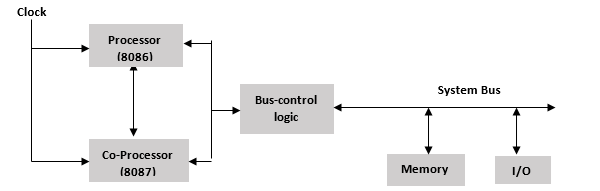 Clock
Processor
(8086)
Bus-control
logic
System Bus
Co-Processor
(8087)
Memory
I/O